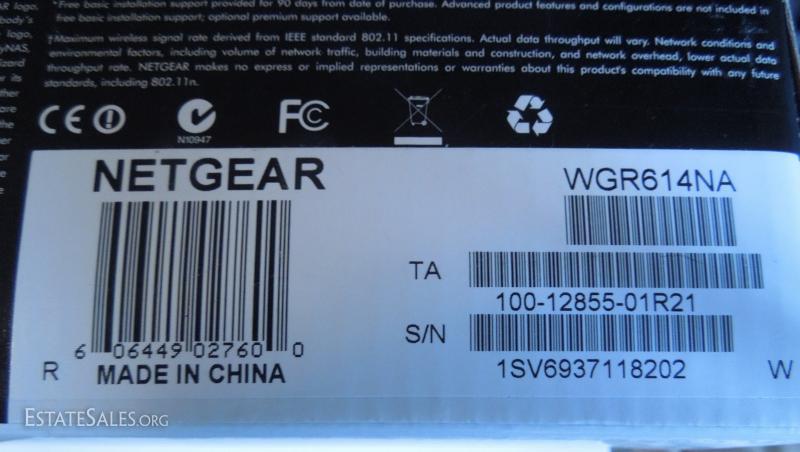 *Free basic installation support provided for 90 days from date of purchase. Advanced product features and configurations are not included in
free basic installation support; optional premium support available.
†Maximum wireless signal rate derived from IEEE standard 802.11 specifications. Actual data throughput will vary. Network conditions and
environmental factors, including volume of network traffic, building materials and construction, and network overhead, lower actual data
throughput rate. NETGEAR makes no express or implied representations or warranties about this product's compatibility with any future
standards, including 802.11n.
CE
N10947
FC
NETGEAR
WGR614NA
TA
100-12855-01R21
S/N
1SV6937118202
6 06449 02760 0
R
MADE IN CHINA
W
ESTATESALES.ORG